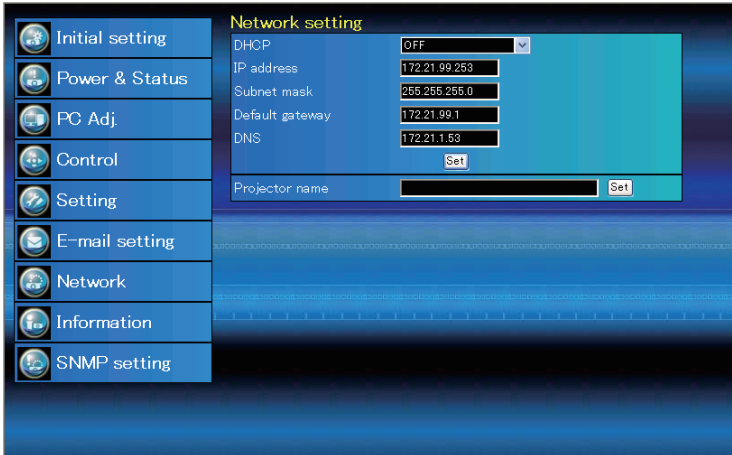 Network setting
Initial setting
DHCP OFF
IP address 172.21.99.253
Power & Status
Subnet mask 255.255.255.0
PC Adj.
Default gateway 172.21.99.1
DNS 172.21.1.53
Control
Set
Projector name Set
Setting
E-mail setting
Network
Information
SNMP setting